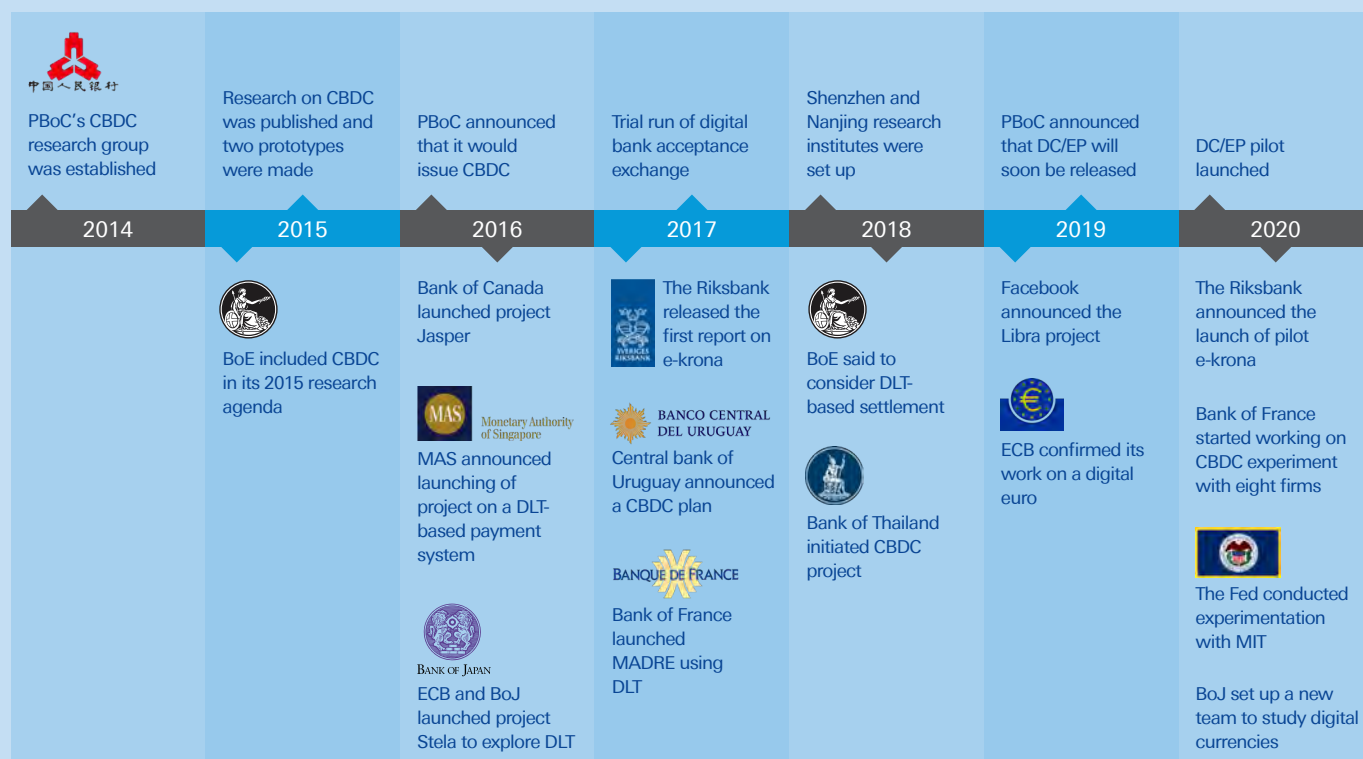 中国人民银行
PBoC's CBDC
research group
was established
Research on CBDC
was published and
two prototypes
were made
PBoC announced
that it would
issue CBDC
Trial run of digital
bank acceptance
exchange
Shenzhen and
Nanjing research
institutes were
set up
PBoC announced
that DC/EP will
soon be released
DC/EP pilot
launched
2014
2015
2016
2017
2018
2019
2020
BoE included CBDC
in its 2015 research
agenda
Bank of Canada
launched project
Jasper
MAS
Monetary Authority
of Singapore
MAS announced
launching of
project on a DLT-
based payment
system
BANK OF JAPAN
ECB and BoJ
launched project
Stela to explore DLT
SVERIGES
RIKSBANK
The Riksbank
released the
first report on
e-krona
BANCO CENTRAL
DEL URUGUAY
Central bank of
Uruguay announced
a CBDC plan
BANQUE DE FRANCE
Bank of France
launched
MADRE using
DLT
BoE said to
consider DLT-
based settlement
Bank of Thailand
initiated CBDC
project
Facebook
announced the
Libra project
€
ECB confirmed its
work on a digital
euro
The Riksbank
announced the
launch of pilot
e-krona
Bank of France
started working on
CBDC experiment
with eight firms
The Fed conducted
experimentation
with MIT
BoJ set up a new
team to study digital
currencies